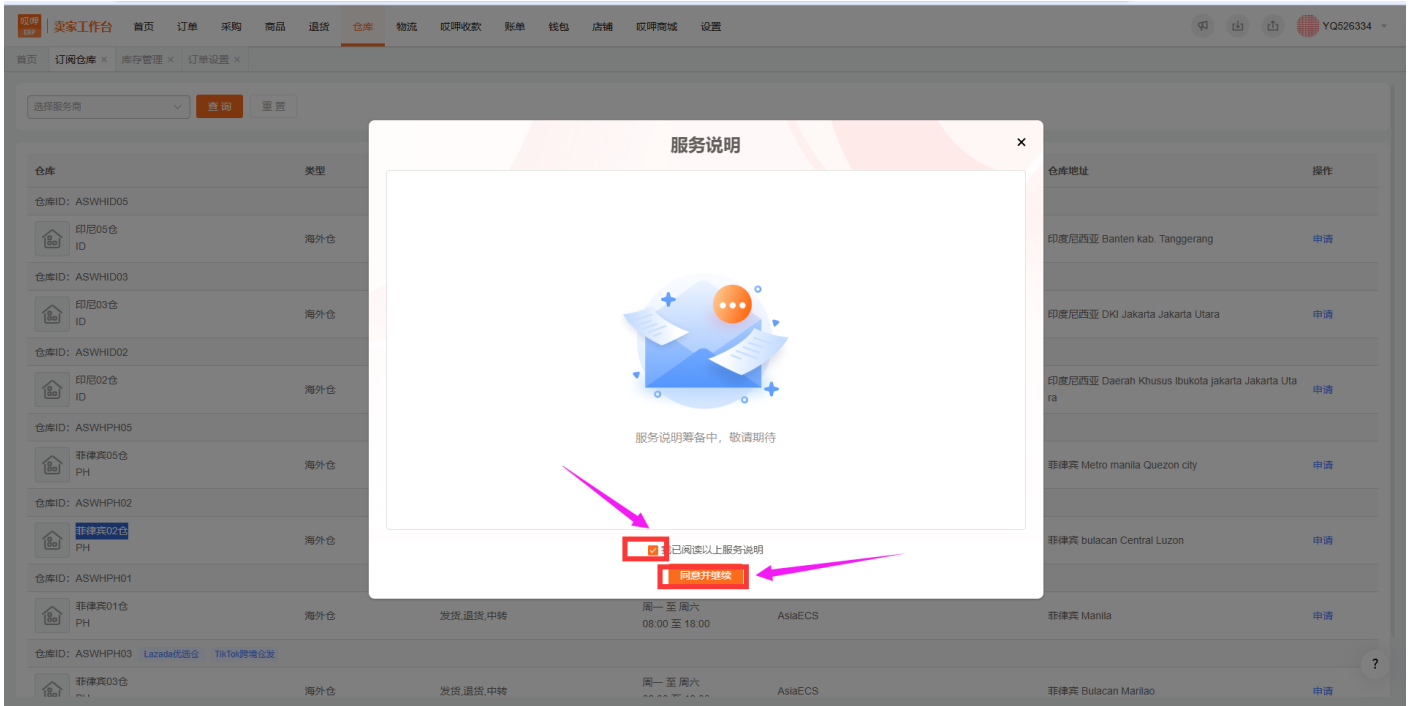 哎呷
ERP
卖家工作台 首页 订单 采购 商品 退货 仓库 物流 哎呷收款 账单 钱包 店铺 哎呷商城 设置 YQ526334
首页 订阅仓库 × 库存管理 × 订单设置 ×
选择服务商 查询 重置
服务说明 ×
仓库 类型 仓库地址 操作
仓库ID: ASWHID05
印尼05仓
ID
海外仓 印度尼西亚 Banten kab. Tanggerang 申请
仓库ID: ASWHID03
印尼03仓
ID
海外仓 印度尼西亚 DKI Jakarta Jakarta Utara 申请
仓库ID: ASWHID02
印尼02仓
ID
海外仓 印度尼西亚 Daerah Khusus Ibukota jakarta Jakarta Uta
ra
申请
服务说明筹备中，敬请期待
仓库ID: ASWHPH05
菲律宾05仓
PH
海外仓 菲律宾 Metro manila Quezon city 申请
仓库ID: ASWHPH02
菲律宾02仓
PH
海外仓 菲律宾 bulacan Central Luzon 申请
已阅读以上服务说明
同意并继续
仓库ID: ASWHPH01
菲律宾01仓
PH
海外仓 发货,退货,中转 周一 至 周六
08:00 至 18:00
AsiaECS 菲律宾 Manila 申请
仓库ID: ASWHPH03 Lazada优选仓 TikTok跨境仓发
菲律宾03仓
海外仓 发货,退货,中转 周一 至 周六
AsiaECS 菲律宾 Bulacan Marilao 申请
?